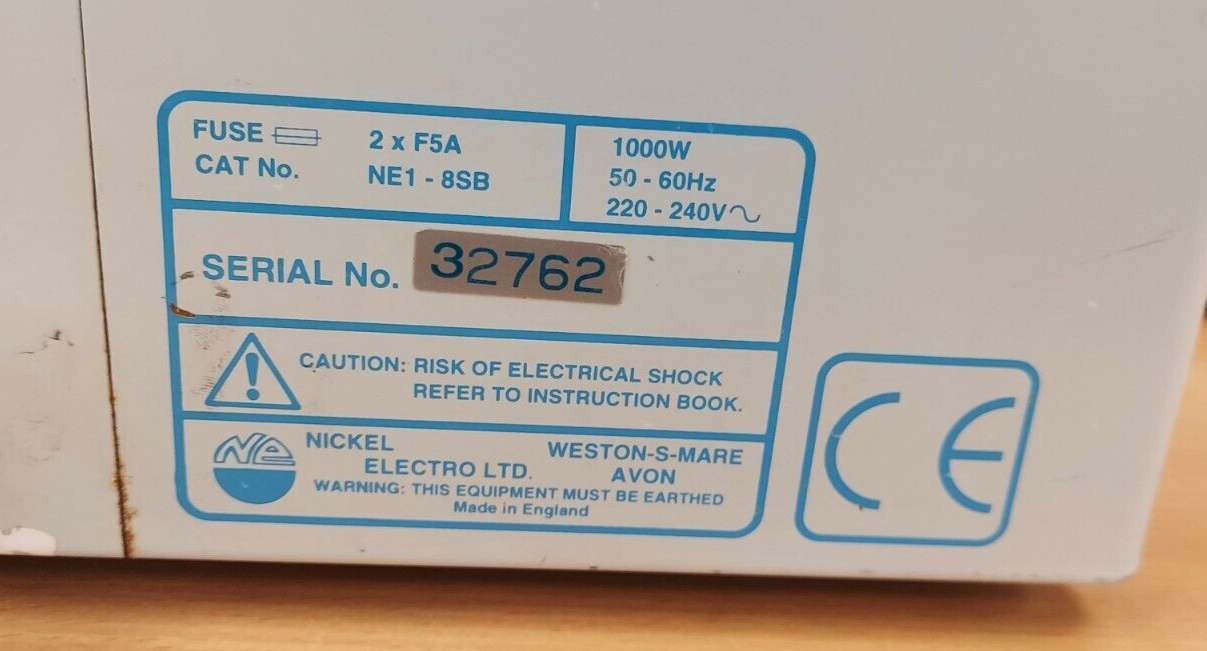 FUSE 2 x F5A
CAT No. NE1 - 8SB
1000W
50 - 60Hz
220 - 240V~
SERIAL No. 32762
CAUTION: RISK OF ELECTRICAL SHOCK
REFER TO INSTRUCTION BOOK.
Ne
NICKEL
ELECTRO LTD.
WESTON-S-MARE
AVON
WARNING: THIS EQUIPMENT MUST BE EARTHED
Made in England
CE